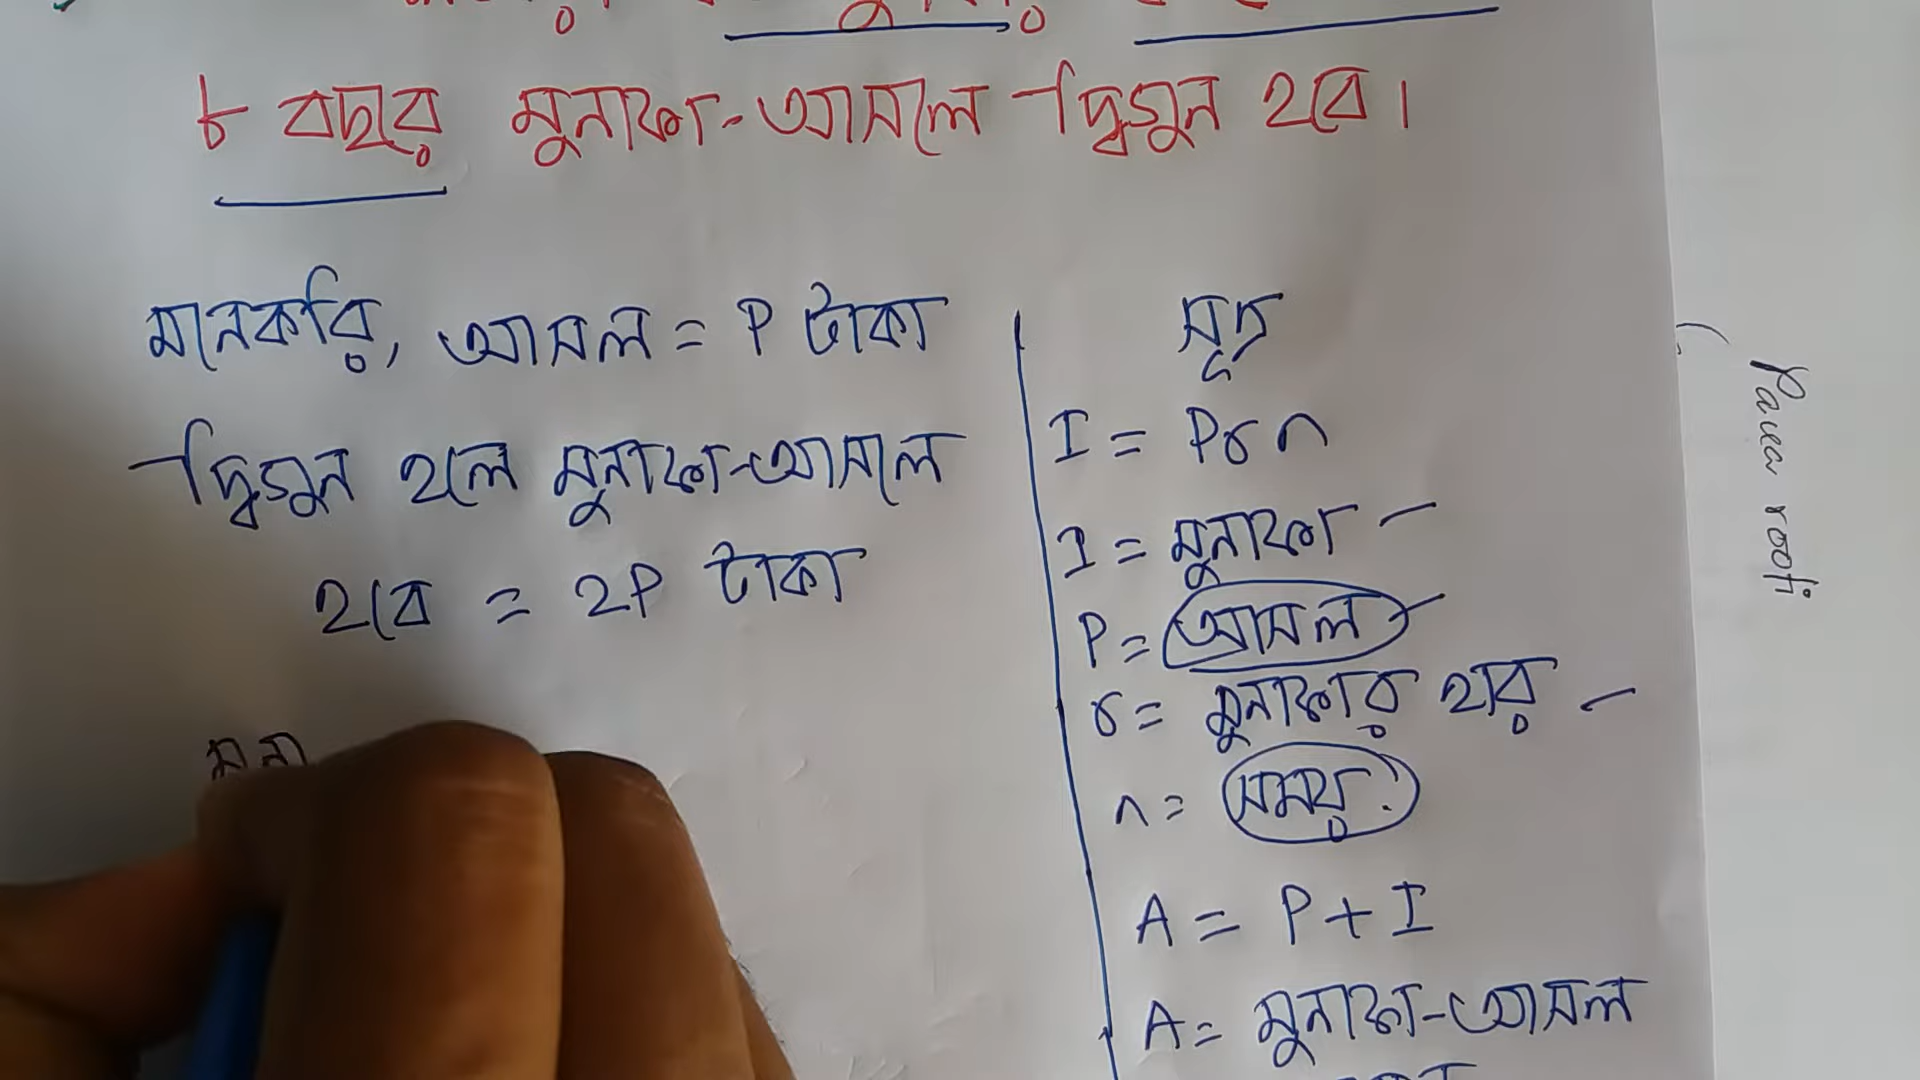 ৮ বছরে মুনাফা-আসলে দ্বিগুন হবে।
মনেকরি, আসল = P টাকা
দ্বিগুন হলে মুনাফা-আসলে
হবে = 2P টাকা
মুনা
সূত্র
I = Prn
I = মুনাফা
P = আসল
r = মুনাফার হার
n = সময়
A = P + I
A = মুনাফা-আসল